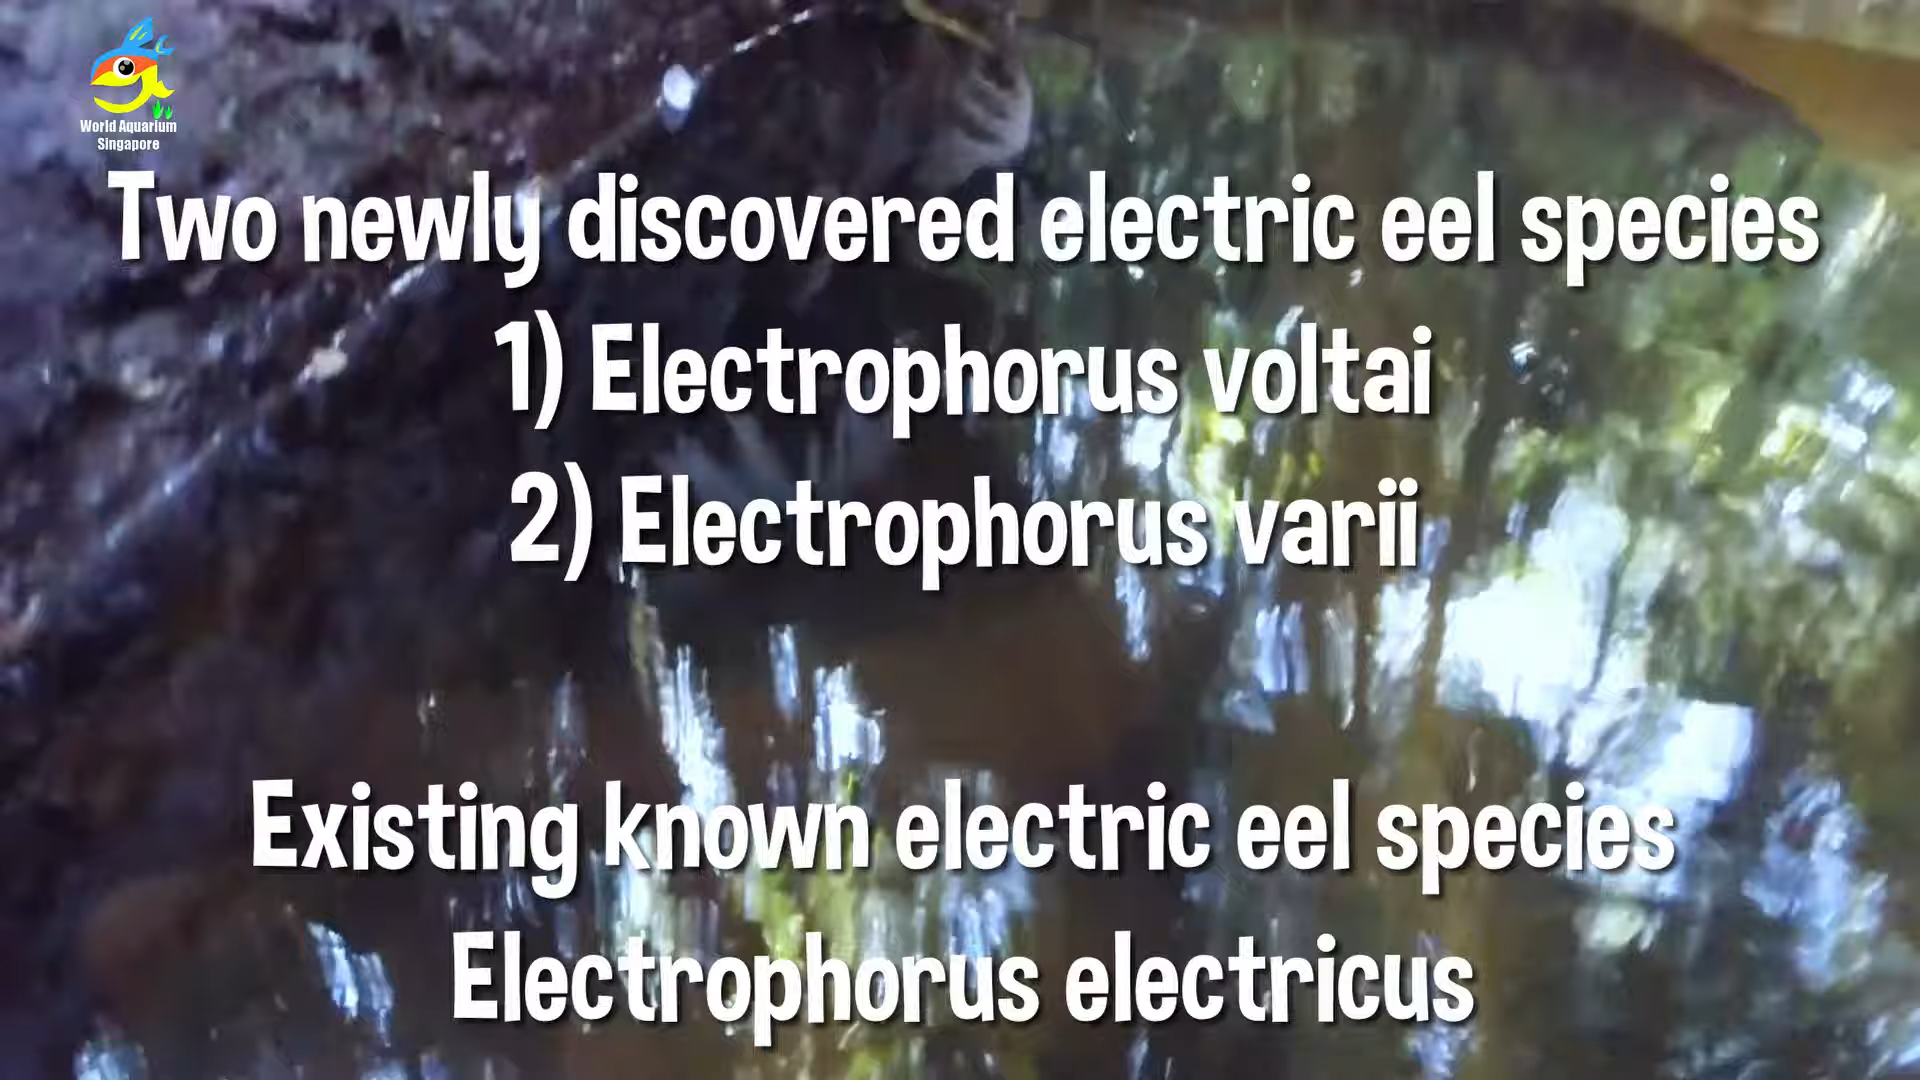 World Aquarium
Singapore
Two newly discovered electric eel species
1) Electrophorus voltai
2) Electrophorus varii
Existing known electric eel species
Electrophorus electricus